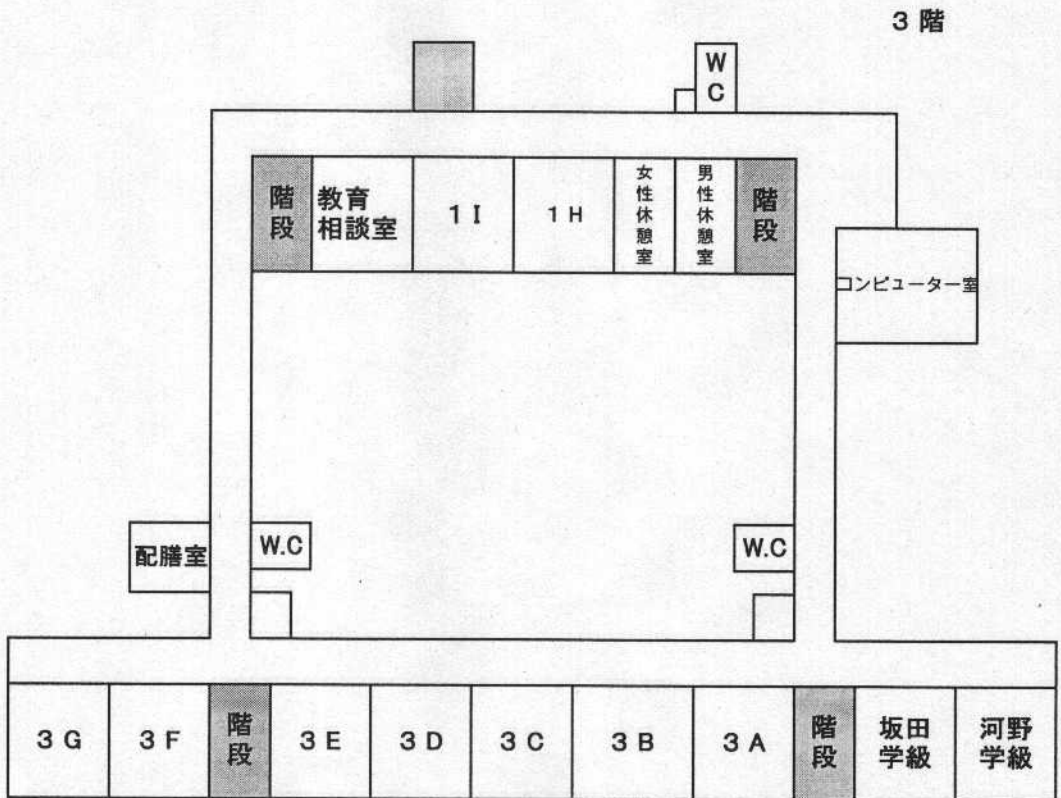 3 階
W
C
階
段
教育
相談室
1 I
1 H
女性休憩室
男性休憩室
階
段
コンピューター室
配膳室
W.C
W.C
3 G
3 F
階
段
3 E
3 D
3 C
3 B
3 A
階
段
坂田
学級
河野
学級